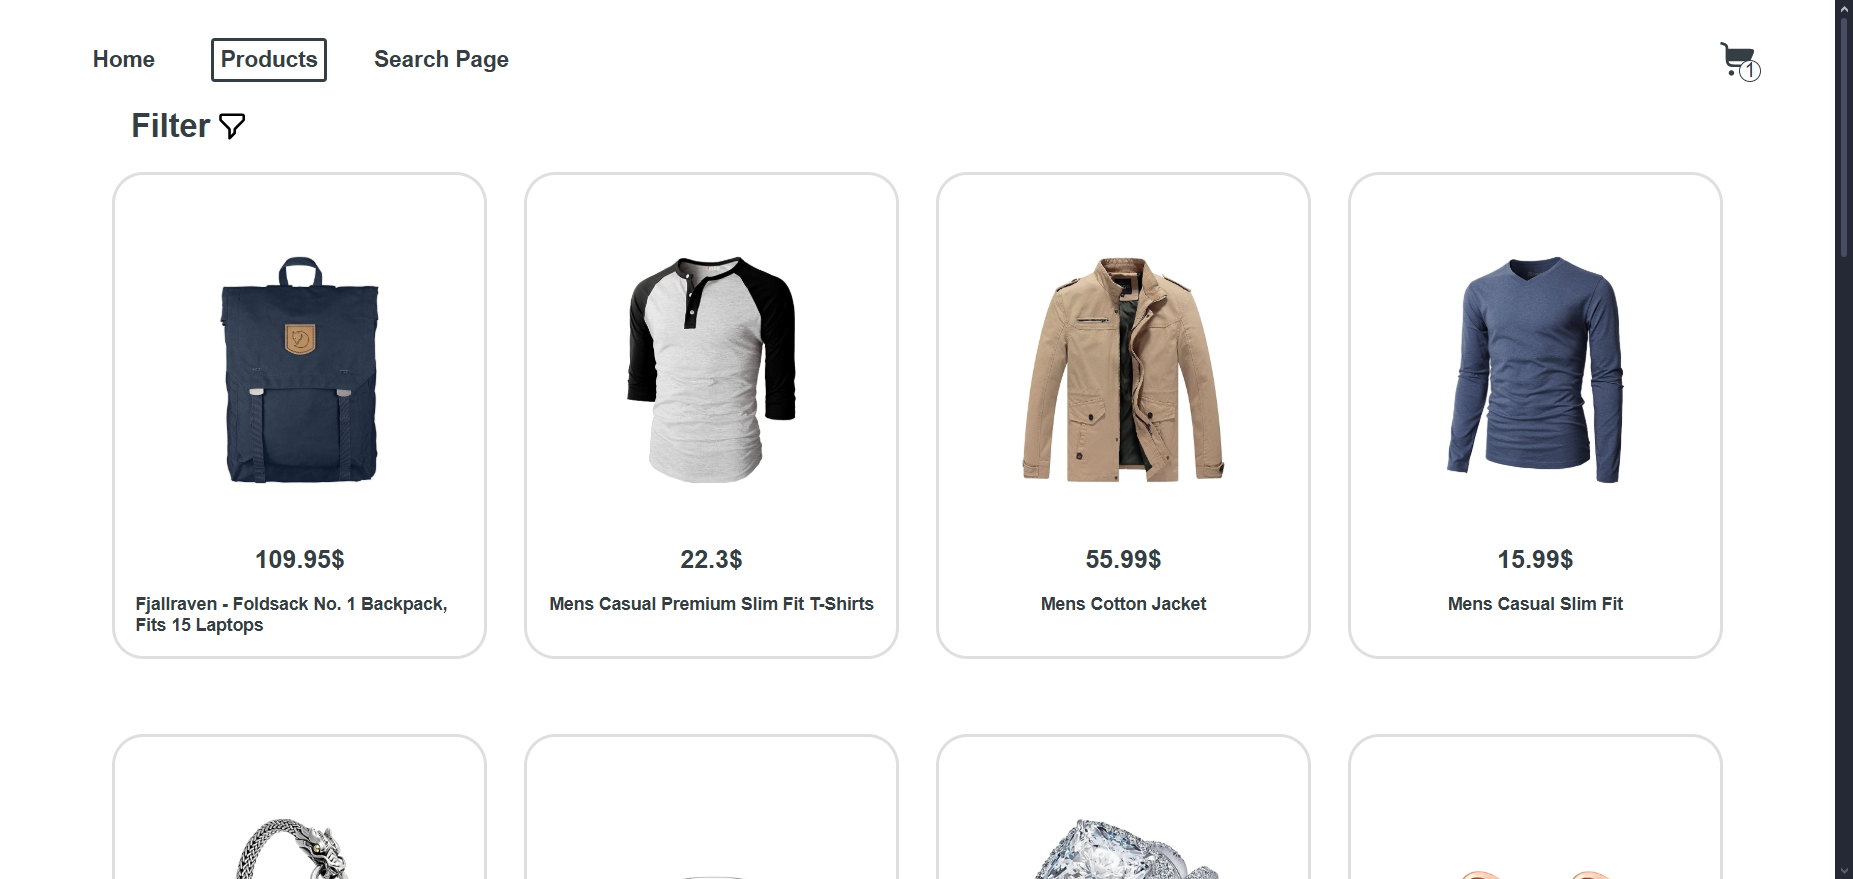 Home
Products
Search Page
1
Filter
109.95$
Fjallraven - Foldsack No. 1 Backpack,
Fits 15 Laptops
22.3$
Mens Casual Premium Slim Fit T-Shirts
55.99$
Mens Cotton Jacket
15.99$
Mens Casual Slim Fit